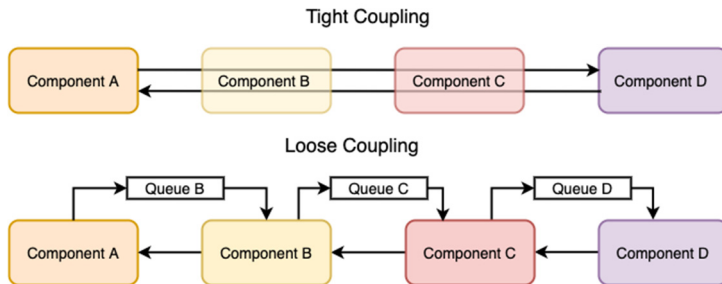 Tight Coupling
Component A
Component B
Component C
Component D
Loose Coupling
Queue B
Queue C
Queue D
Component A
Component B
Component C
Component D